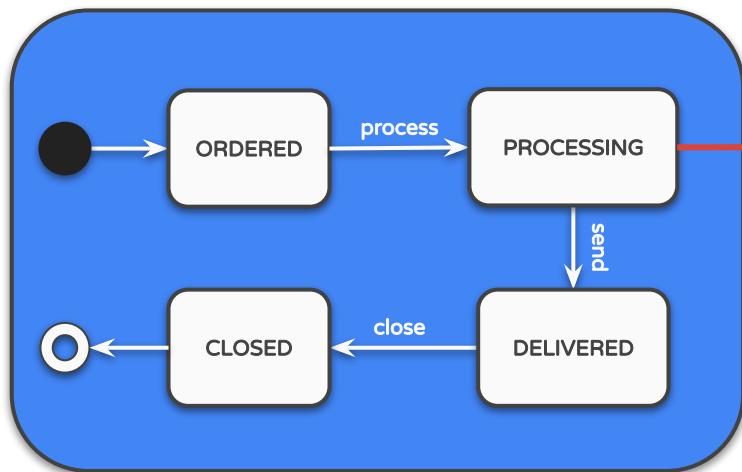 ORDERED
process
PROCESSING
send
CLOSED
close
DELIVERED